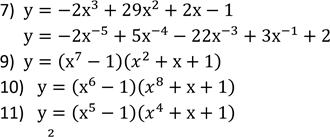 7) y = −2x³ + 29x² + 2x − 1
y = −2x⁻⁵ + 5x⁻⁴ − 22x⁻³ + 3x⁻¹ + 2
9) y = (x⁷ − 1)(x² + x + 1)
10) y = (x⁶ − 1)(x⁸ + x + 1)
11) y = (x⁵ − 1)(x⁴ + x + 1)
2